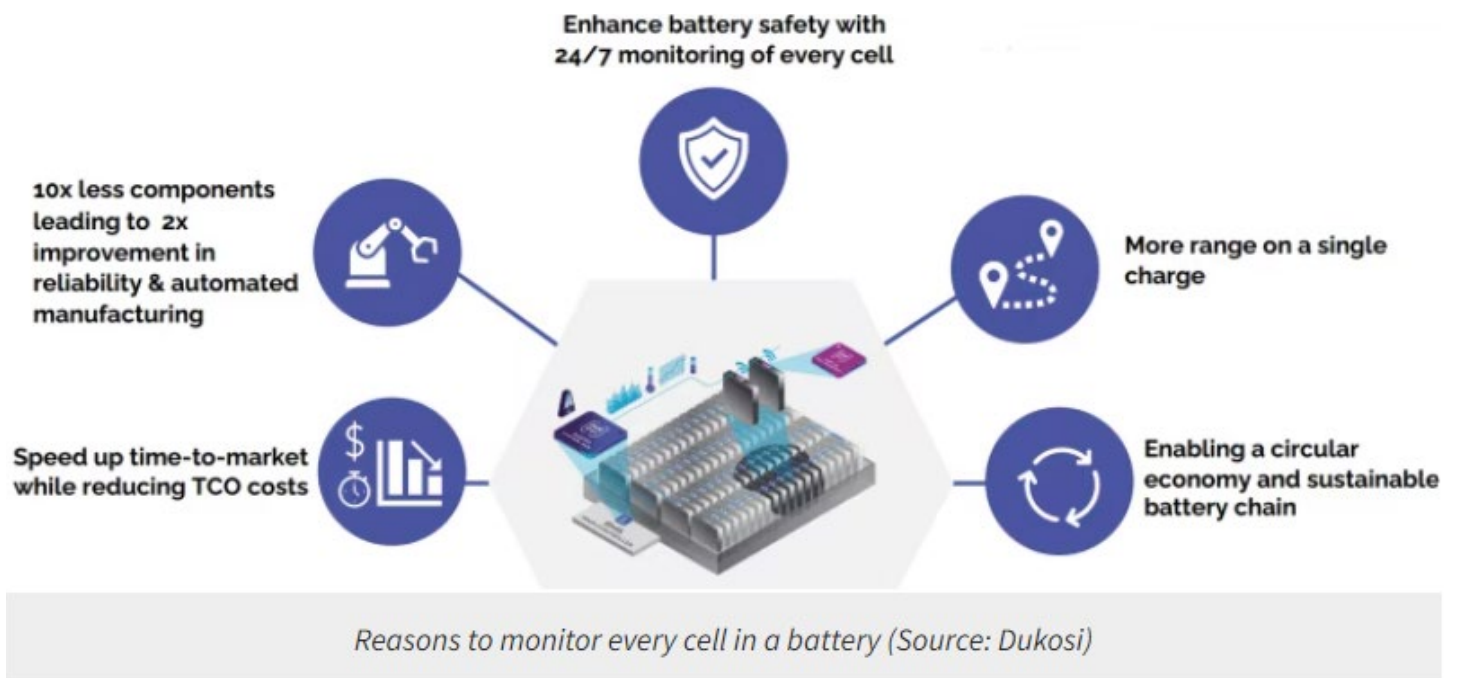 Enhance battery safety with
24/7 monitoring of every cell
10x less components
leading to 2x
improvement in
reliability & automated
manufacturing
More range on a single
charge
Speed up time-to-market
while reducing TCO costs
$
Enabling a circular
economy and sustainable
battery chain
Reasons to monitor every cell in a battery (Source: Dukosi)